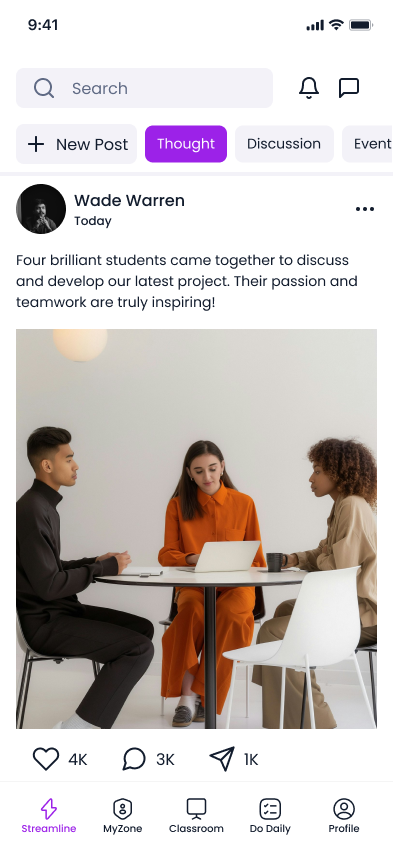 9:41
Search
New Post
Thought
Discussion
Event
Wade Warren
Today
Four brilliant students came together to discuss
and develop our latest project. Their passion and
teamwork are truly inspiring!
4K
3K
1K
Streamline
MyZone
Classroom
Do Daily
Profile